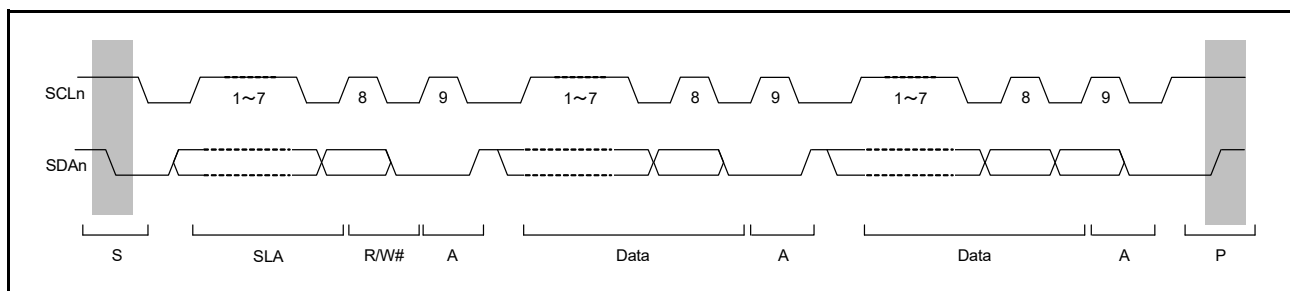 SCLn 1～7 8 9 1～7 8 9 1～7 8 9
SDAn
S SLA R/W# A Data A Data A P